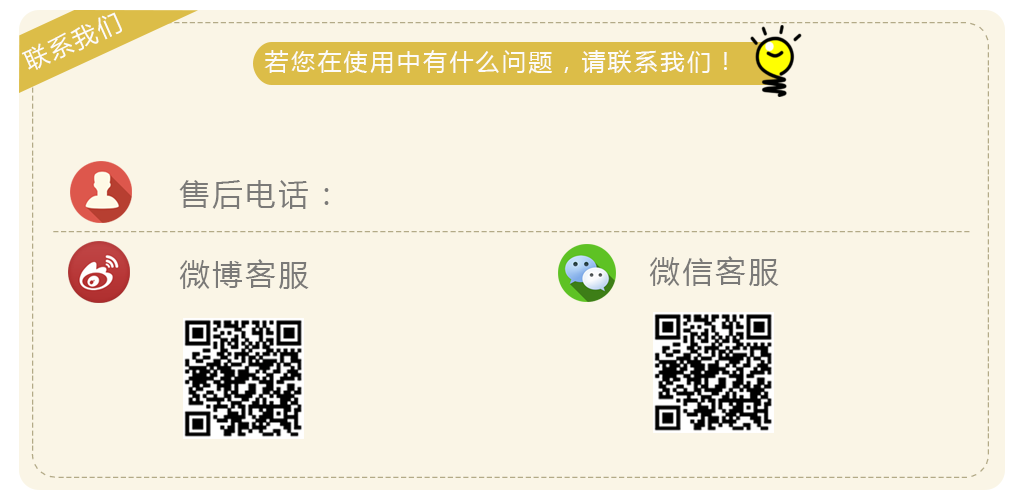 联系我们
若您在使用中有什么问题，请联系我们！
售后电话：
微博客服
微信客服